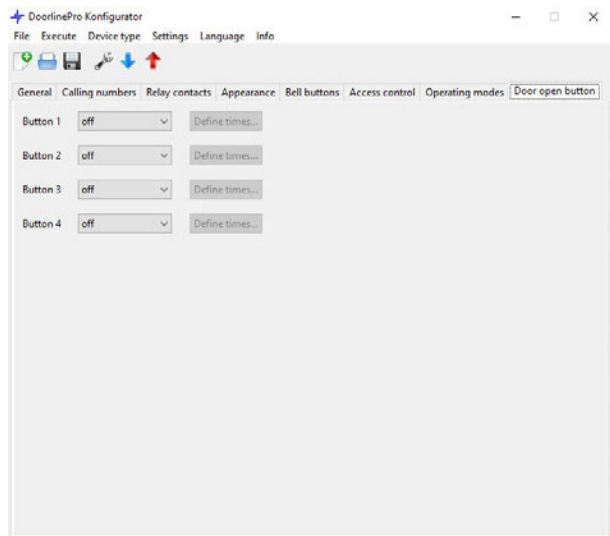 DoorlinePro Konfigurator
File Execute Device type Settings Language Info
General Calling numbers Relay contacts Appearance Bell buttons Access control Operating modes Door open button
Button 1 off Define times...
Button 2 off Define times...
Button 3 off Define times...
Button 4 off Define times...